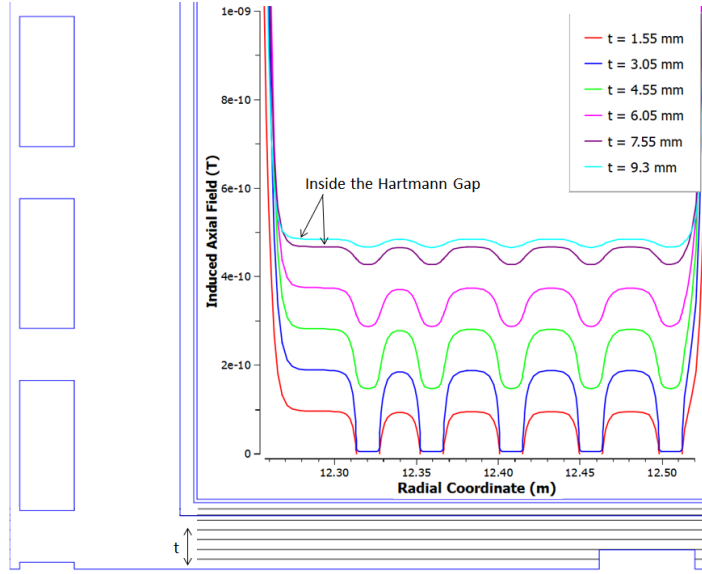 1e-09
8e-10
6e-10
4e-10
2e-10
0
Induced Axial Field (T)
t = 1.55 mm
t = 3.05 mm
t = 4.55 mm
t = 6.05 mm
t = 7.55 mm
t = 9.3 mm
Inside the Hartmann Gap
12.30
12.35
12.40
12.45
12.50
Radial Coordinate (m)
t